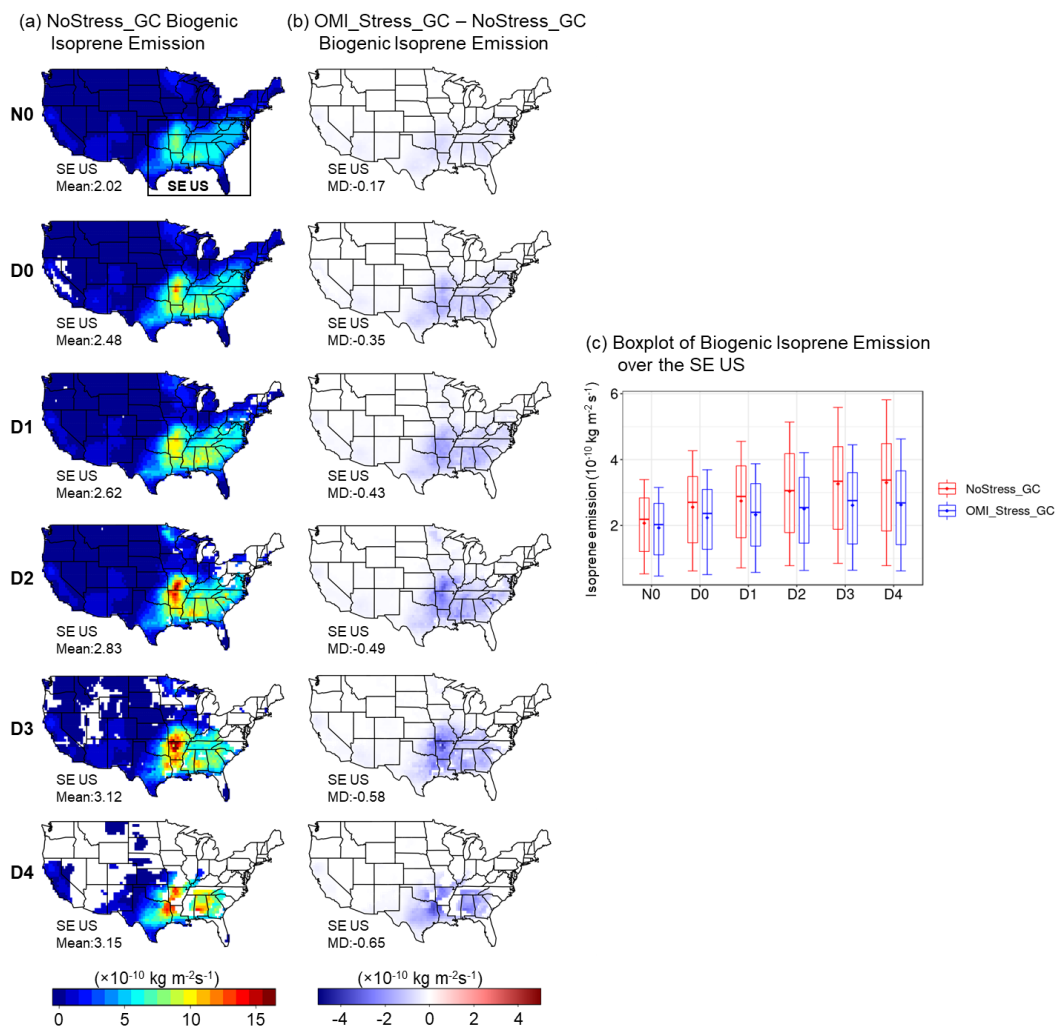 (a) NoStress_GC Biogenic
Isoprene Emission
(b) OMI_Stress_GC – NoStress_GC
Biogenic Isoprene Emission
N0
SE US
Mean:2.02
SE US
SE US
MD:-0.17
D0
SE US
Mean:2.48
SE US
MD:-0.35
D1
SE US
Mean:2.62
SE US
MD:-0.43
D2
SE US
Mean:2.83
SE US
MD:-0.49
D3
SE US
Mean:3.12
SE US
MD:-0.58
D4
SE US
Mean:3.15
SE US
MD:-0.65
(×10⁻¹⁰ kg m⁻²s⁻¹)
0 5 10 15
(×10⁻¹⁰ kg m⁻²s⁻¹)
-4 -2 0 2 4
(c) Boxplot of Biogenic Isoprene Emission
over the SE US
Isoprene emission (10⁻¹⁰ kg m⁻² s⁻¹)
6
4
2
N0 D0 D1 D2 D3 D4
NoStress_GC
OMI_Stress_GC